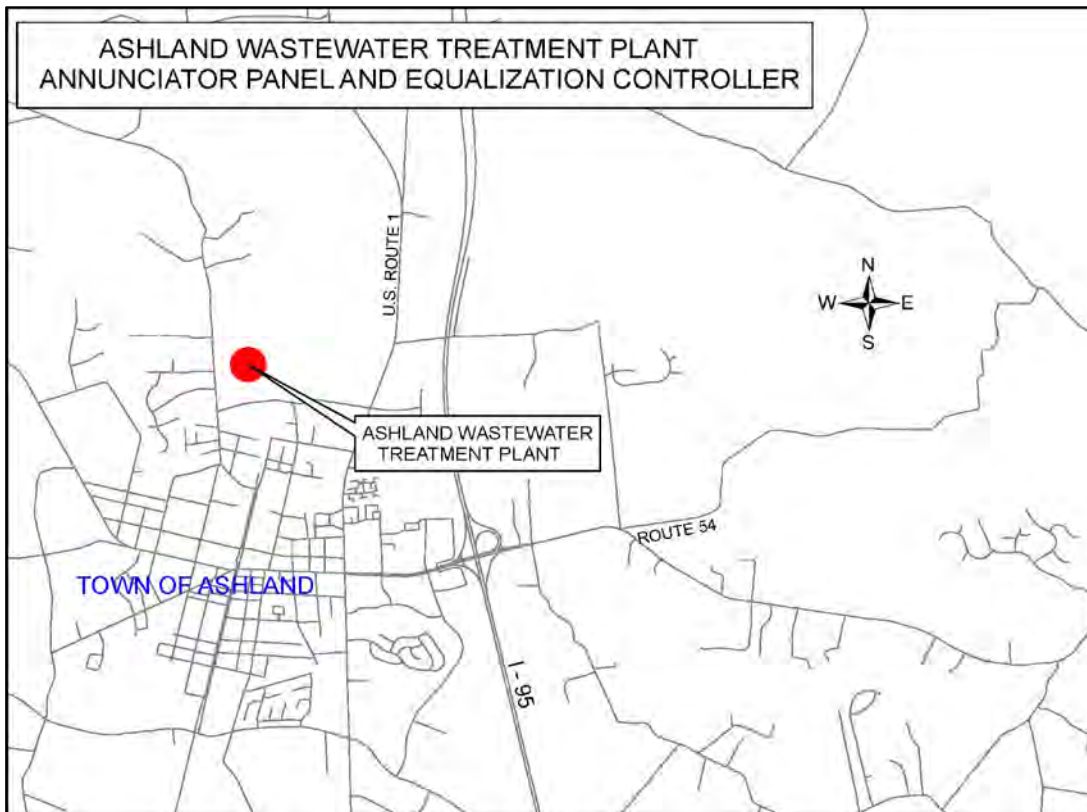 ASHLAND WASTEWATER TREATMENT PLANT
ANNUNCIATOR PANEL AND EQUALIZATION CONTROLLER
U.S. ROUTE 1
N
W E
S
ASHLAND WASTEWATER
TREATMENT PLANT
ROUTE 54
TOWN OF ASHLAND
I - 95